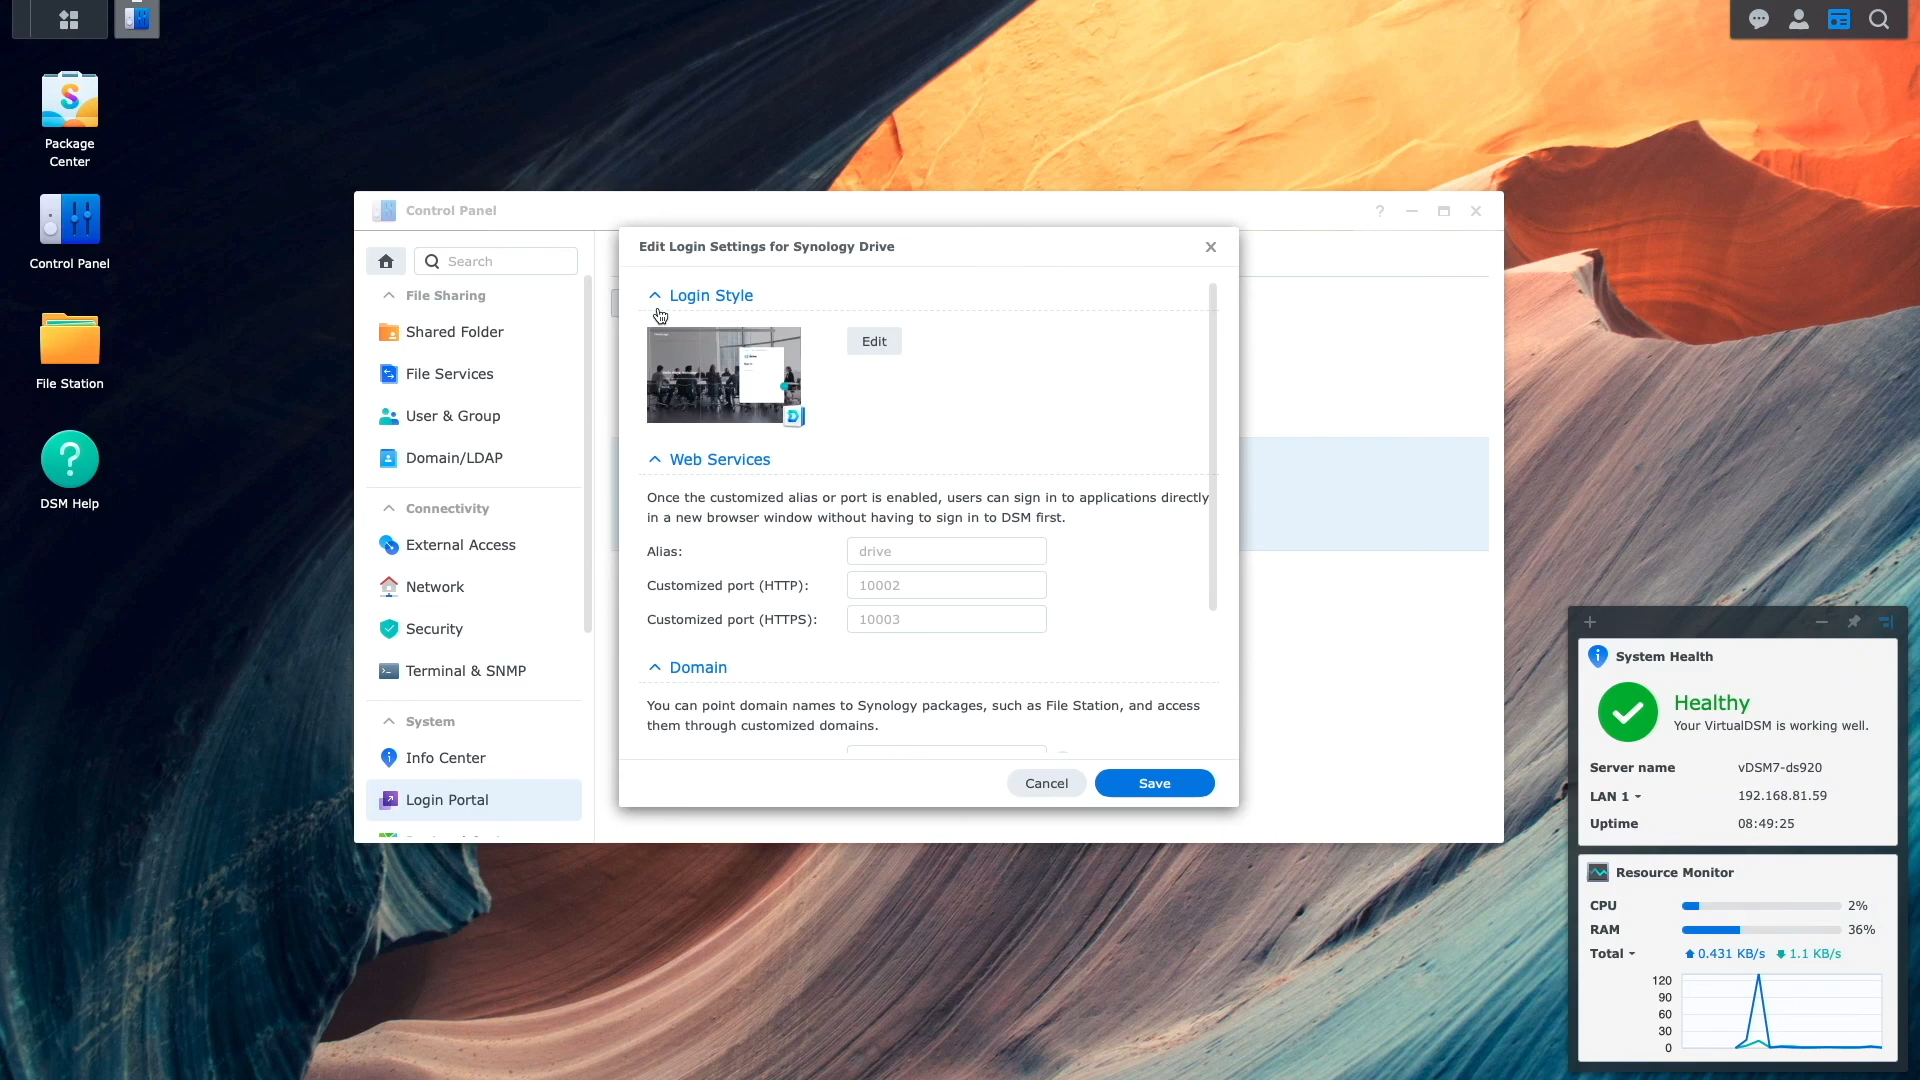 Package
Center
Control Panel
File Station
DSM Help
Control Panel
Search
File Sharing
Shared Folder
File Services
User & Group
Domain/LDAP
Connectivity
External Access
Network
Security
Terminal & SNMP
System
Info Center
Login Portal
Edit Login Settings for Synology Drive
Login Style
Edit
Web Services
Once the customized alias or port is enabled, users can sign in to applications directly
in a new browser window without having to sign in to DSM first.
Alias:
drive
Customized port (HTTP):
10002
Customized port (HTTPS):
10003
Domain
You can point domain names to Synology packages, such as File Station, and access
them through customized domains.
Cancel
Save
System Health
Healthy
Your VirtualDSM is working well.
Server name
vDSM7-ds920
LAN 1
192.168.81.59
Uptime
08:49:25
Resource Monitor
CPU
2%
RAM
36%
Total
0.431 KB/s
1.1 KB/s
120
90
60
30
0